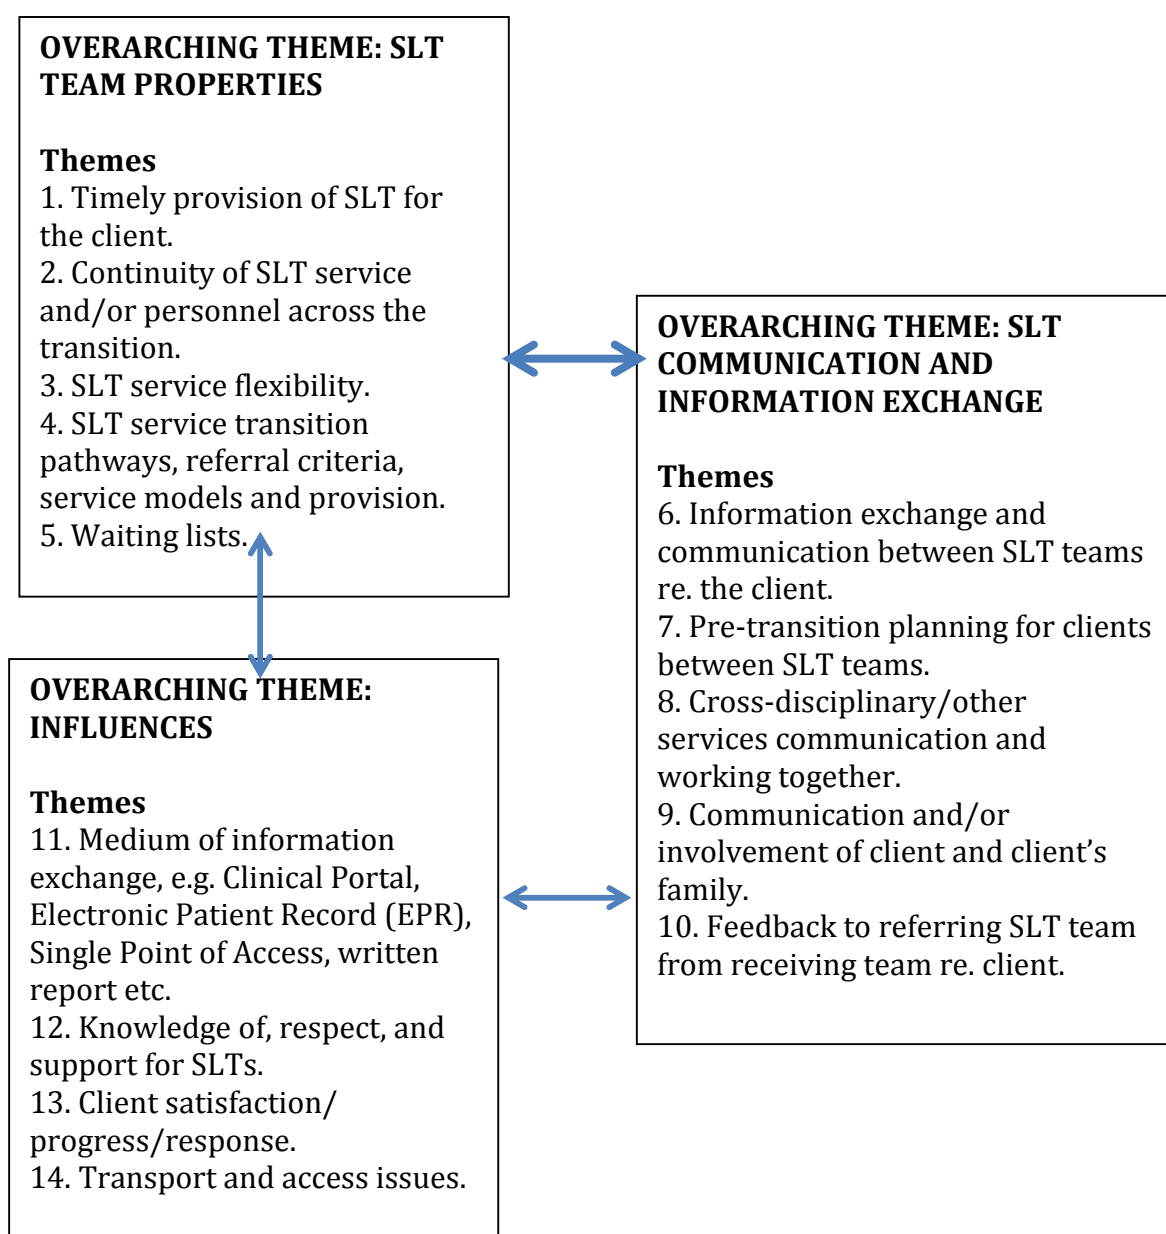 OVERARCHING THEME: SLT
TEAM PROPERTIES
Themes
1. Timely provision of SLT for
the client.
2. Continuity of SLT service
and/or personnel across the
transition.
3. SLT service flexibility.
4. SLT service transition
pathways, referral criteria,
service models and provision.
5. Waiting lists.
OVERARCHING THEME: SLT
COMMUNICATION AND
INFORMATION EXCHANGE
Themes
6. Information exchange and
communication between SLT teams
re. the client.
7. Pre-transition planning for clients
between SLT teams.
8. Cross-disciplinary/other
services communication and
working together.
9. Communication and/or
involvement of client and client’s
family.
10. Feedback to referring SLT team
from receiving team re. client.
OVERARCHING THEME:
INFLUENCES
Themes
11. Medium of information
exchange, e.g. Clinical Portal,
Electronic Patient Record (EPR),
Single Point of Access, written
report etc.
12. Knowledge of, respect, and
support for SLTs.
13. Client satisfaction/
progress/response.
14. Transport and access issues.